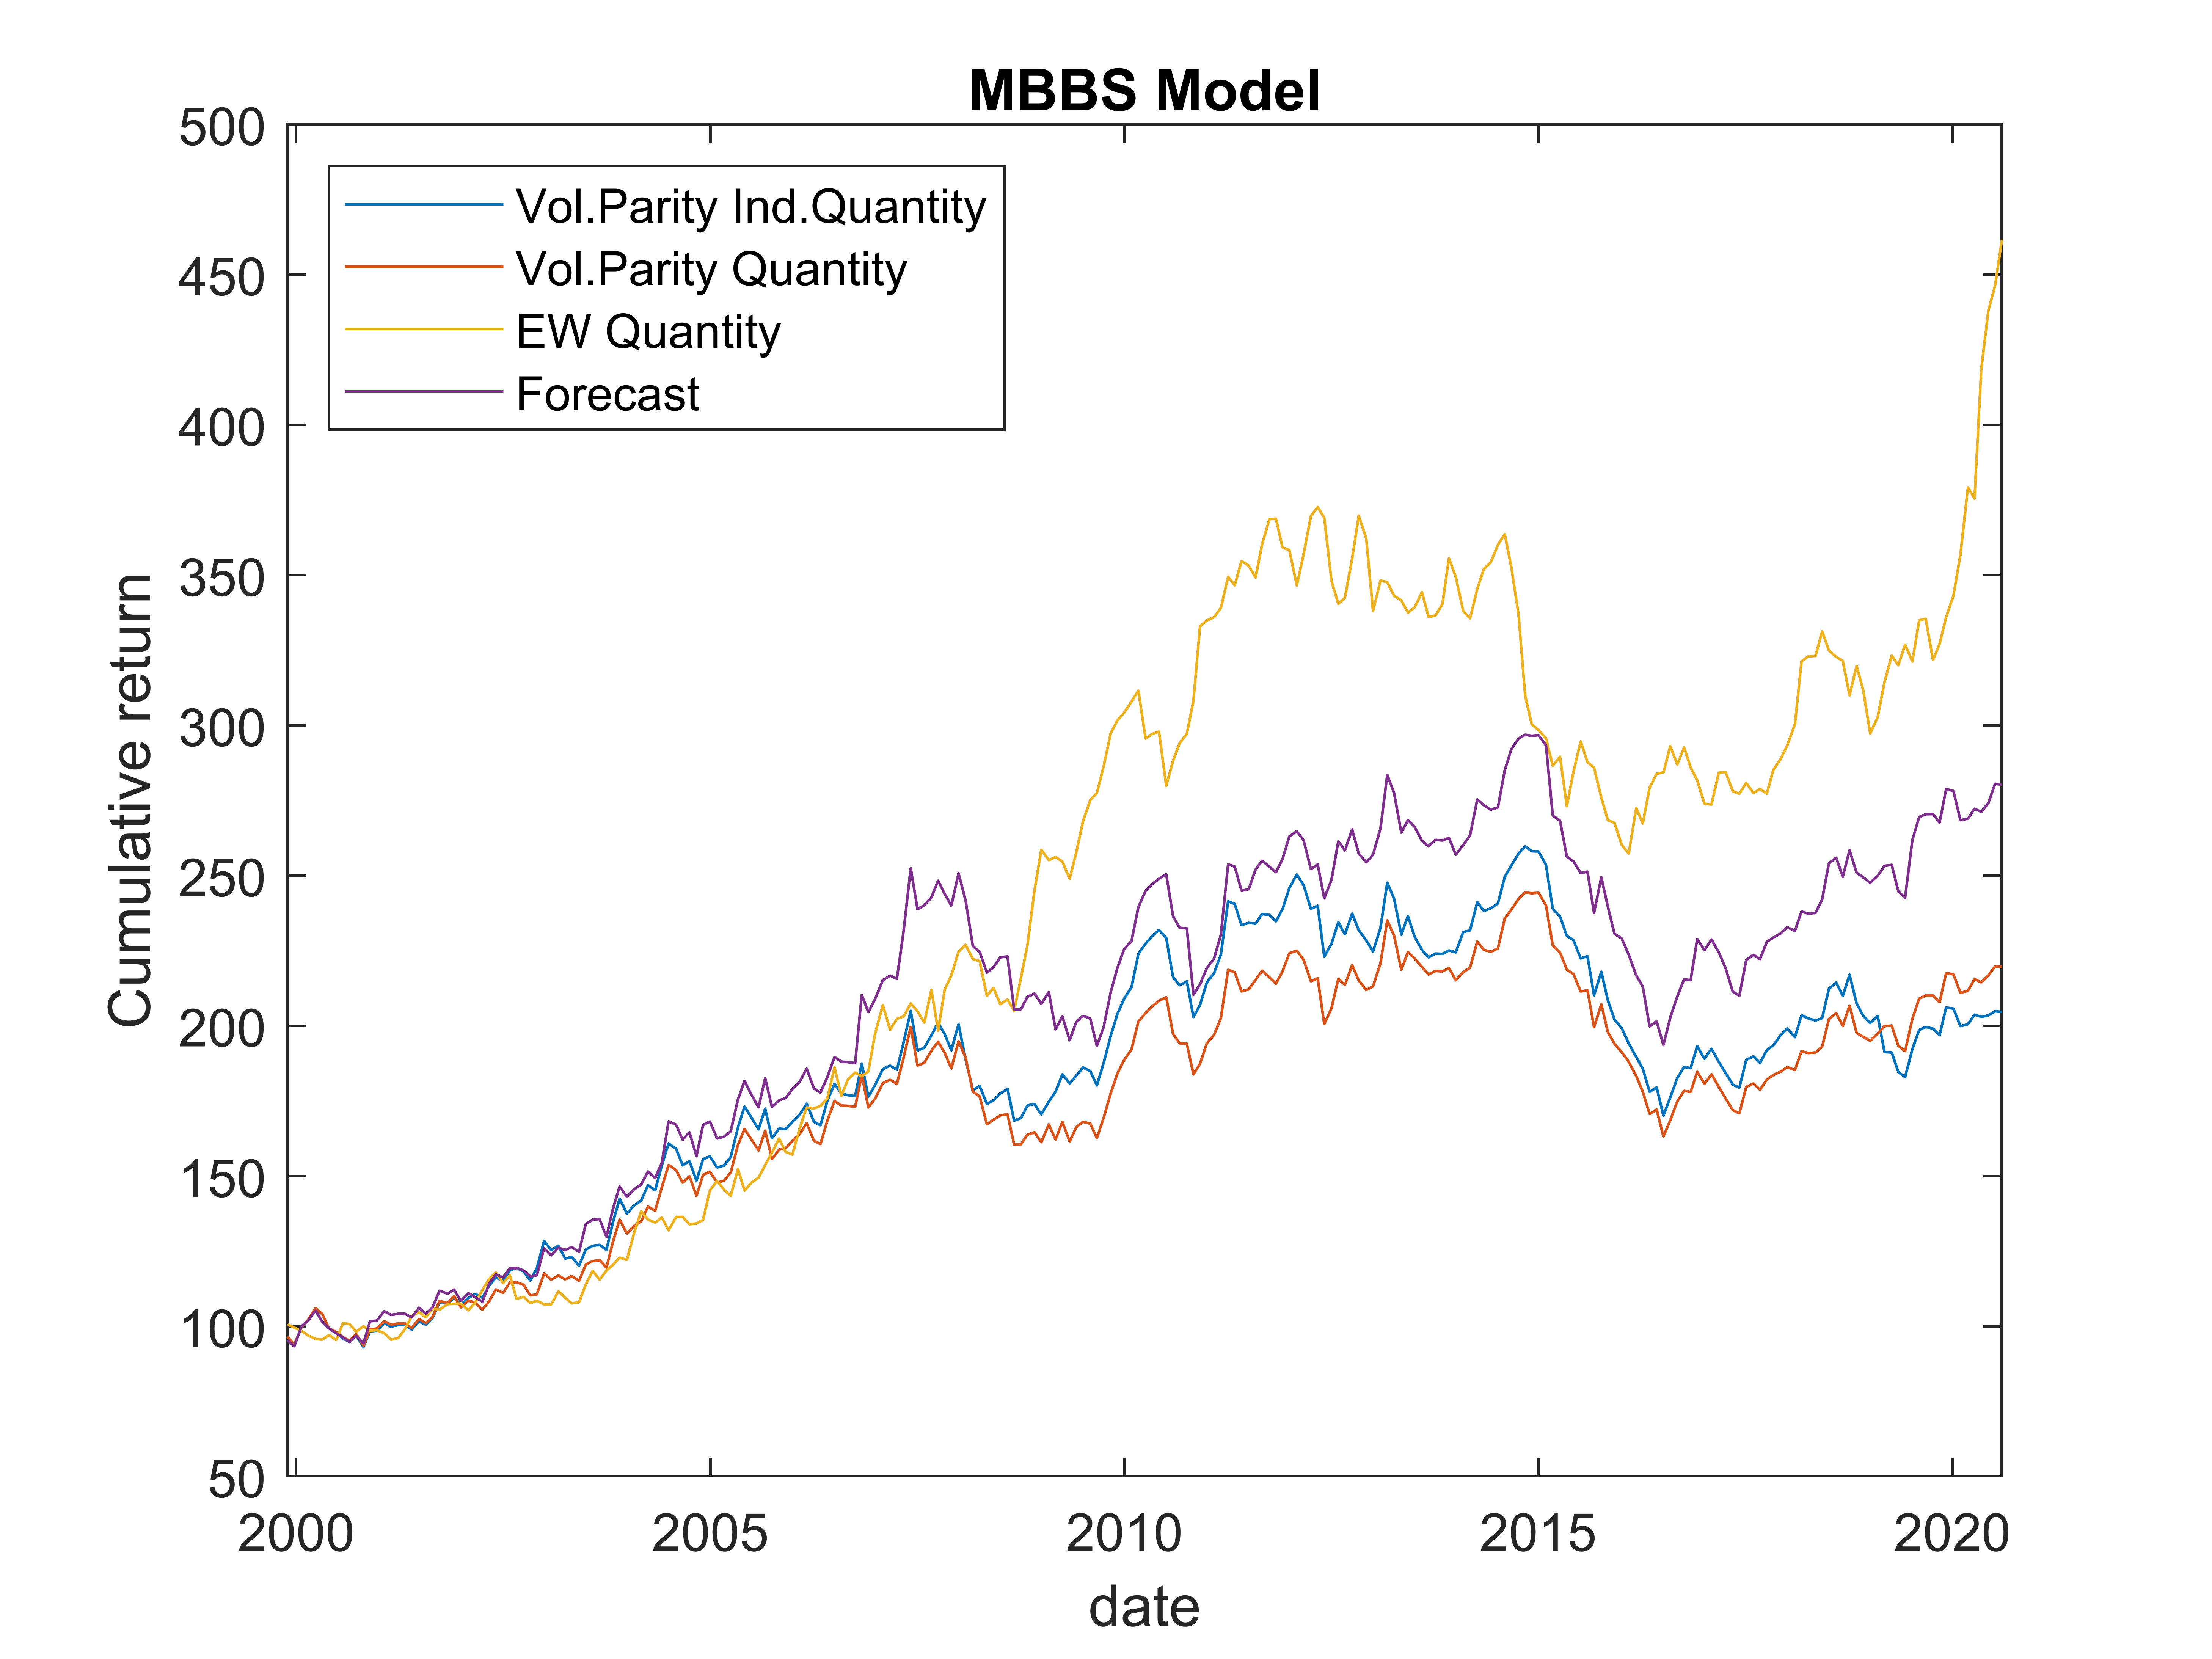 MBBS Model
500
450
400
350
300
250
200
150
100
50
Cumulative return
Vol.Parity Ind.Quantity
Vol.Parity Quantity
EW Quantity
Forecast
2000 2005 2010 2015 2020
date